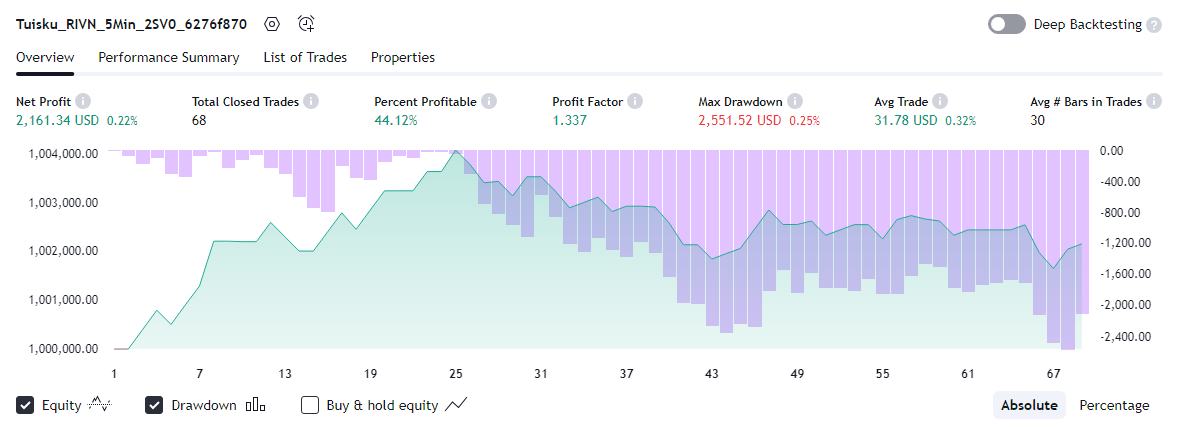 Tuisku_RIVN_5Min_2SV0_6276f870
Deep Backtesting ?
Overview Performance Summary List of Trades Properties
Net Profit Total Closed Trades Percent Profitable Profit Factor Max Drawdown Avg Trade Avg # Bars in Trades
2,161.34 USD 0.22% 68 44.12% 1.337 2,551.52 USD 0.25% 31.78 USD 0.32% 30
1,004,000.00 0.00
1,003,000.00 -400.00
1,002,000.00 -800.00
1,001,000.00 -1,200.00
1,000,000.00 -1,600.00
-2,000.00
-2,400.00
1 7 13 19 25 31 37 43 49 55 61 67
Equity Drawdown Buy & hold equity Absolute Percentage